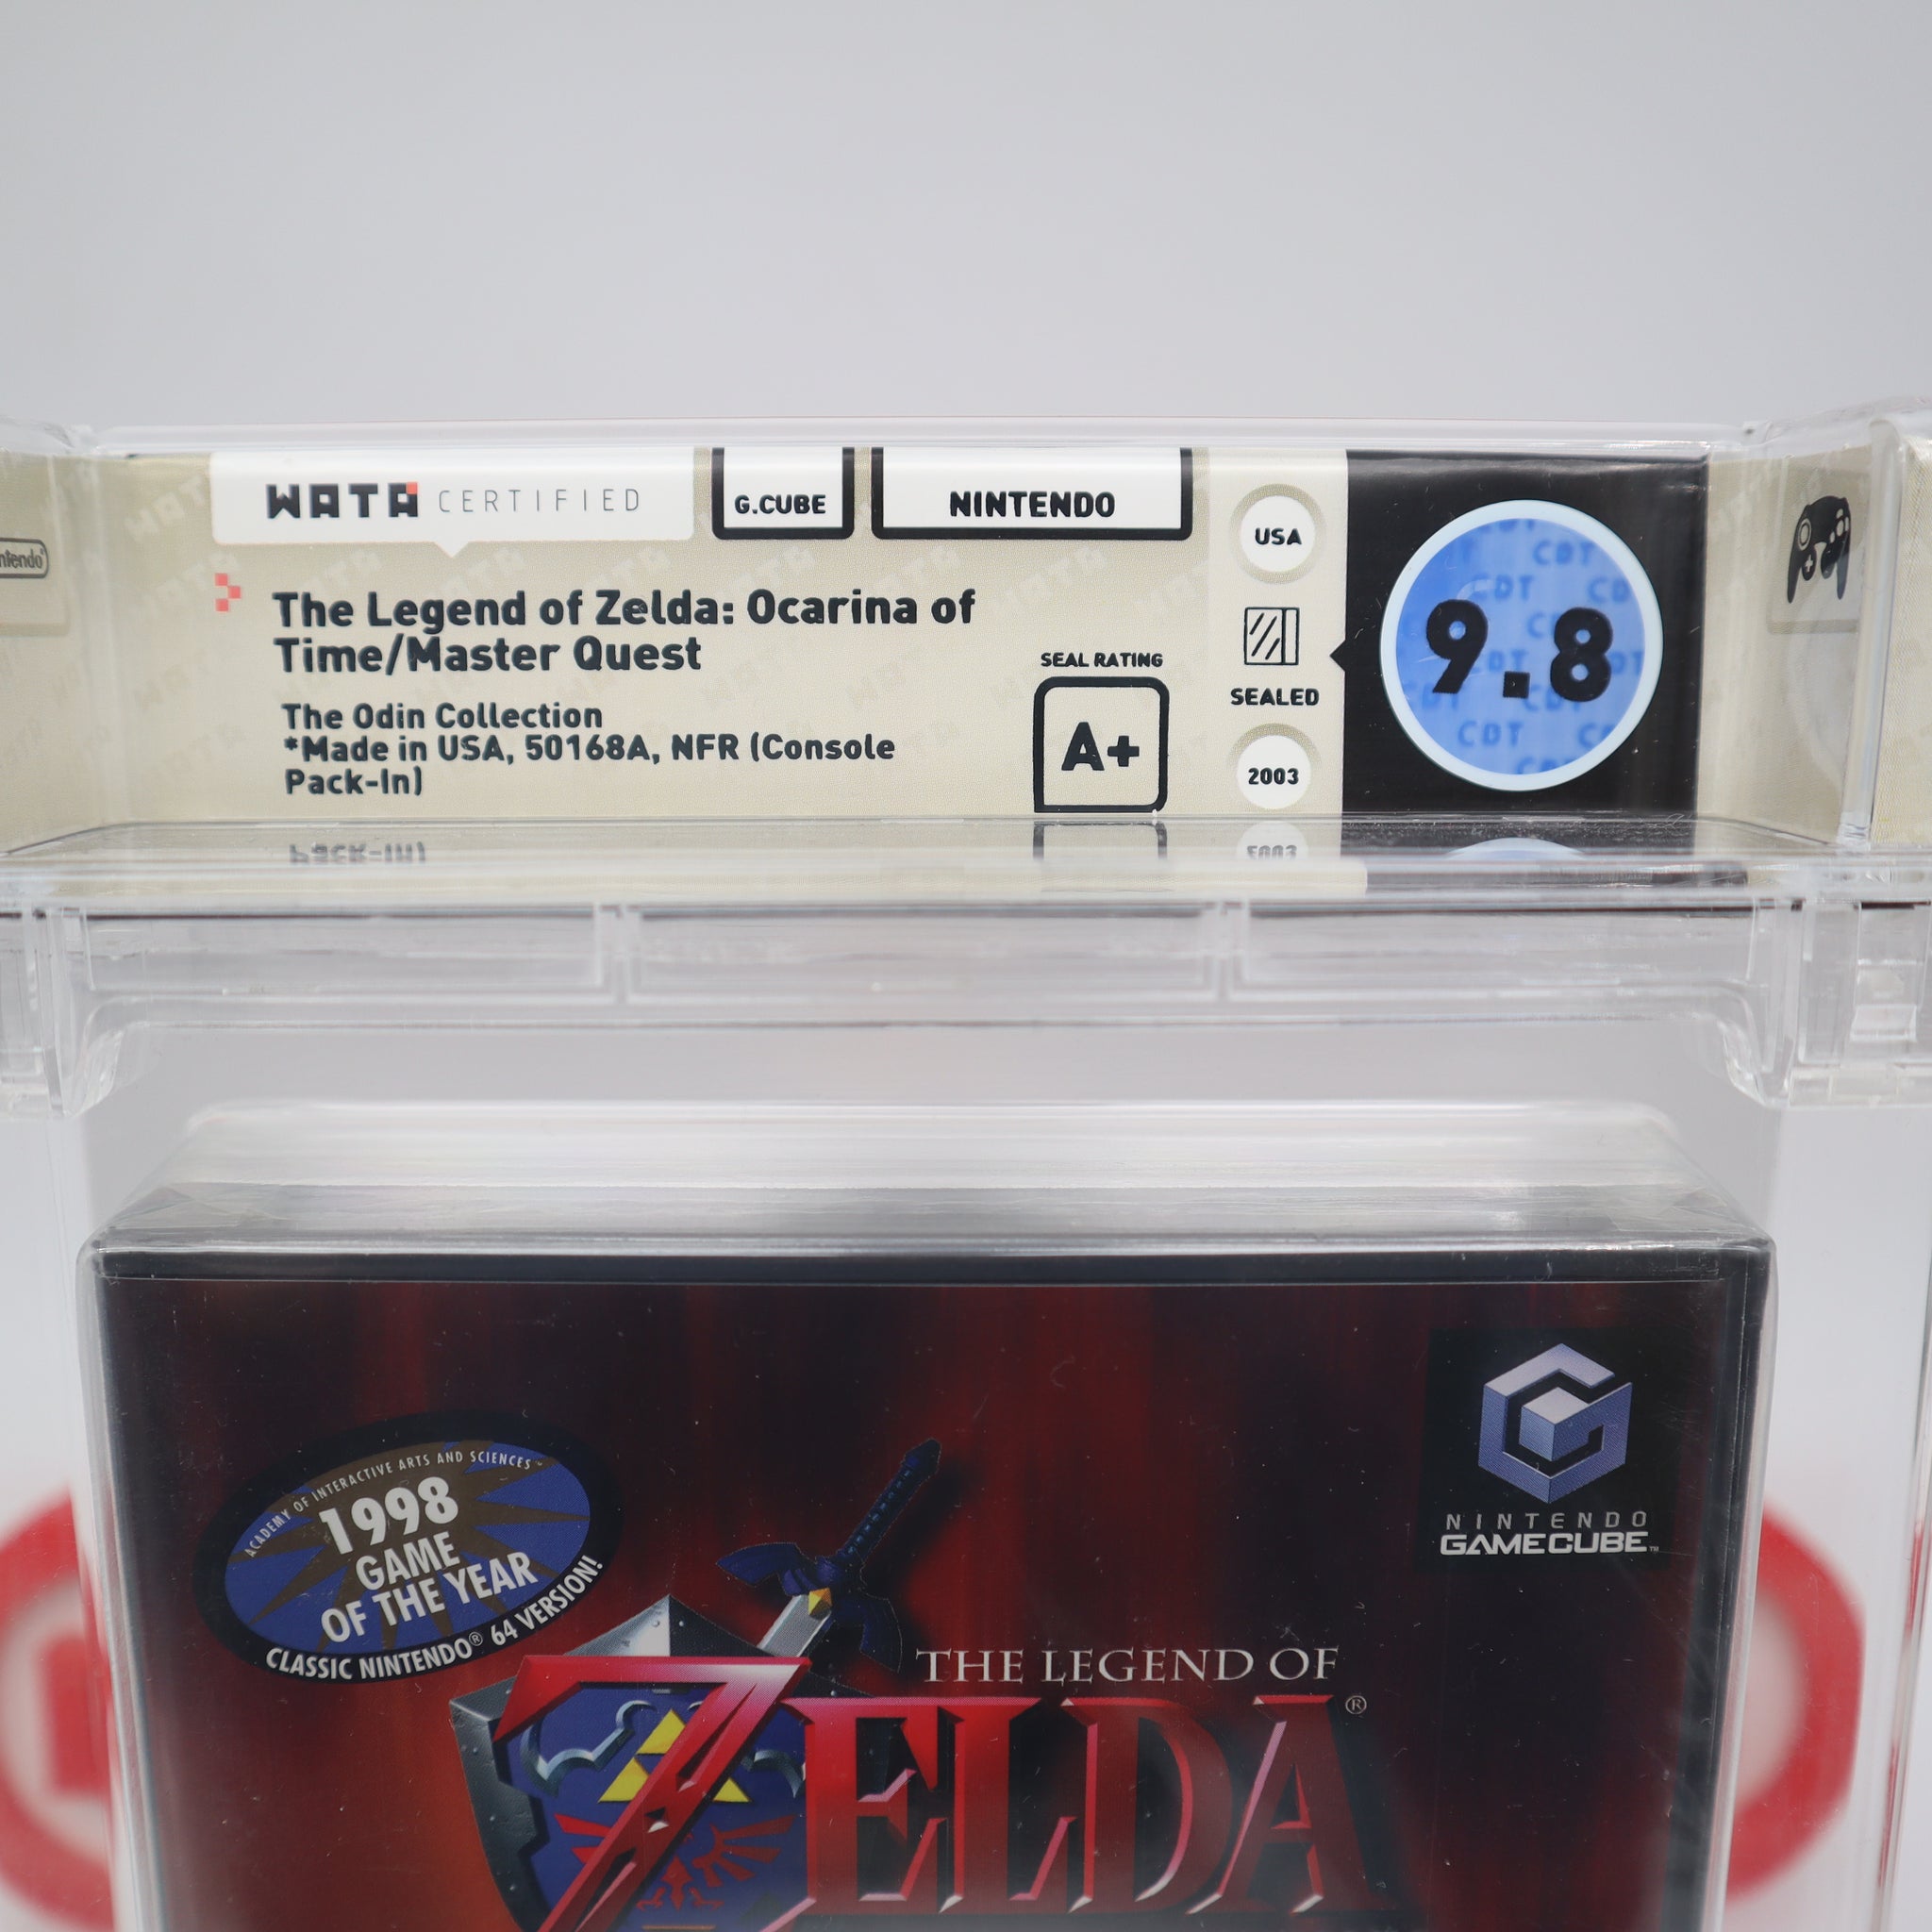 WATA CERTIFIED
G.CUBE
NINTENDO
The Legend of Zelda: Ocarina of
Time/Master Quest
The Odin Collection
*Made in USA, 50168A, NFR (Console
Pack-In)
SEAL RATING
A+
USA
SEALED
2003
9.8
ACADEMY OF INTERACTIVE ARTS AND SCIENCES
1998
GAME
OF THE YEAR
CLASSIC NINTENDO® 64 VERSION!
NINTENDO
GAMECUBE™
THE LEGEND OF
ZELDA®